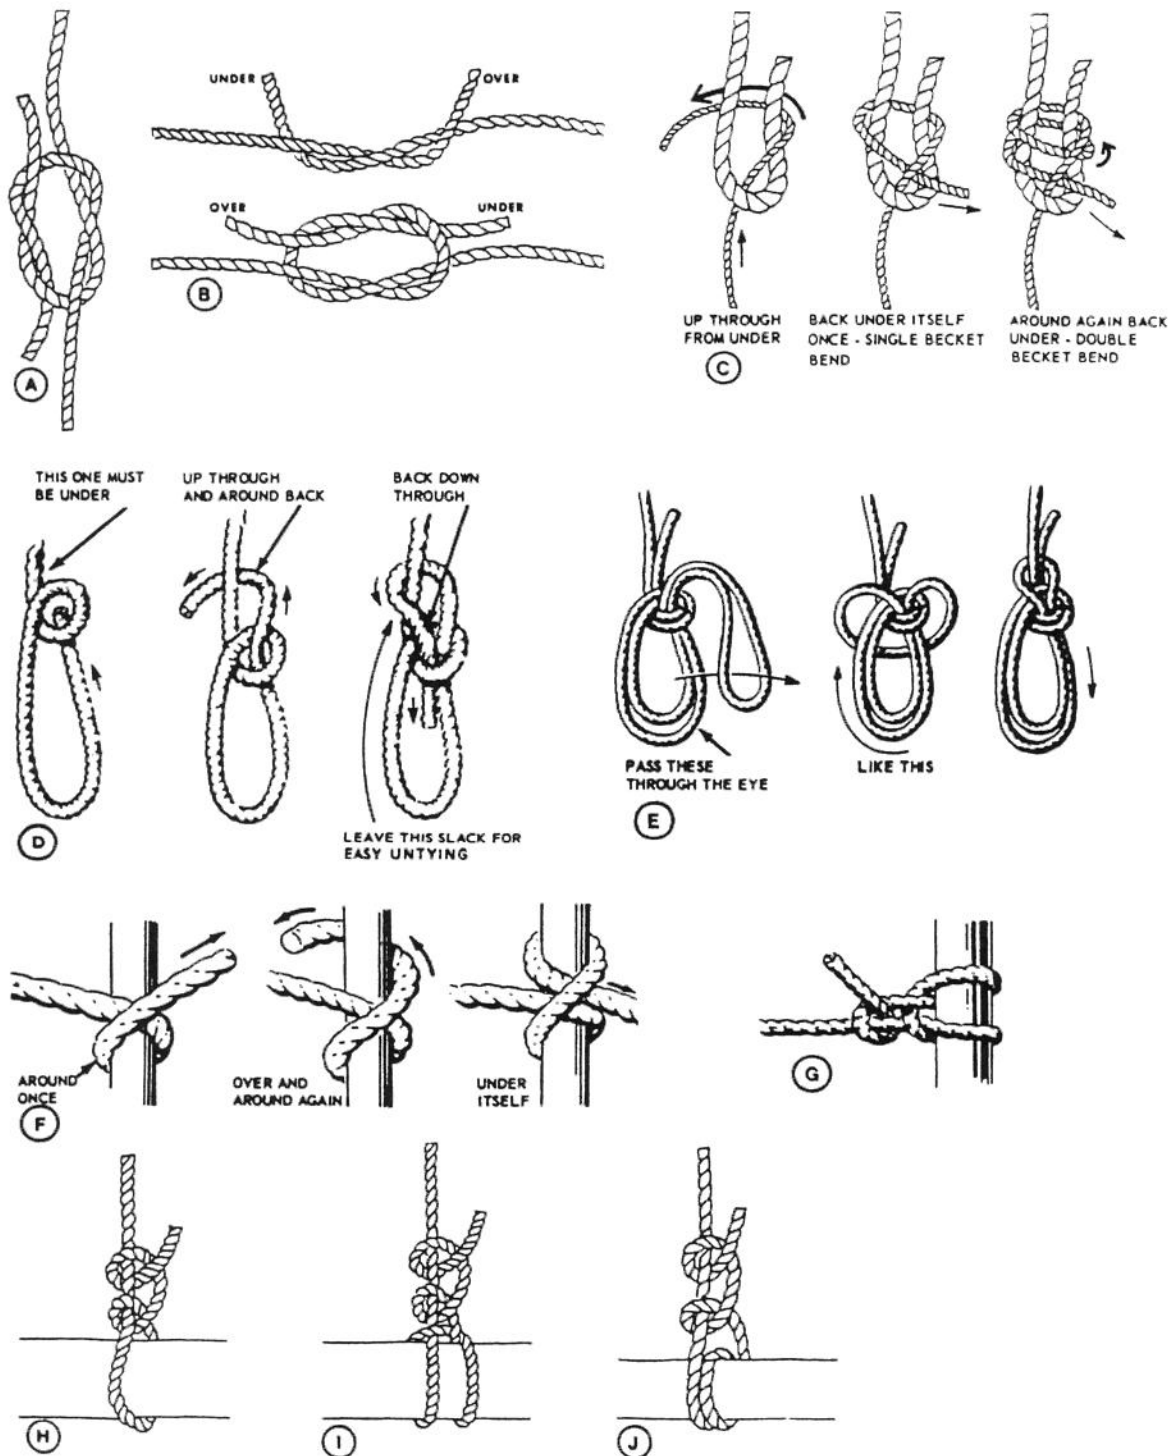 UNDER
OVER
OVER
UNDER
A
B
UP THROUGH
FROM UNDER
C
BACK UNDER ITSELF
ONCE - SINGLE BECKET
BEND
AROUND AGAIN BACK
UNDER - DOUBLE
BECKET BEND
THIS ONE MUST
BE UNDER
UP THROUGH
AND AROUND BACK
BACK DOWN
THROUGH
D
LEAVE THIS SLACK FOR
EASY UNTYING
PASS THESE
THROUGH THE EYE
E
LIKE THIS
AROUND
ONCE
F
OVER AND
AROUND AGAIN
UNDER
ITSELF
G
H
I
J